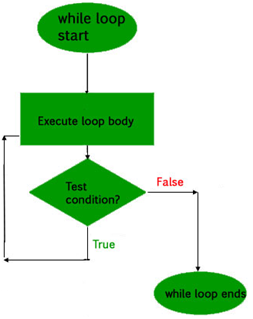 while loop
start
Execute loop body
Test
condition?
False
True
while loop ends